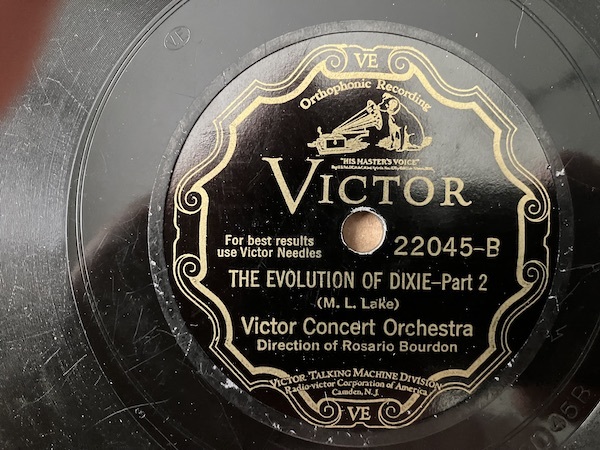 VE
Orthophonic Recording
"HIS MASTER'S VOICE"
VICTOR
For best results
use Victor Needles
22045-B
THE EVOLUTION OF DIXIE-Part 2
(M. L. Lake)
Victor Concert Orchestra
Direction of Rosario Bourdon
VICTOR TALKING MACHINE DIVISION
Radio-Victor Corporation of America
Camden, N. J.
VE